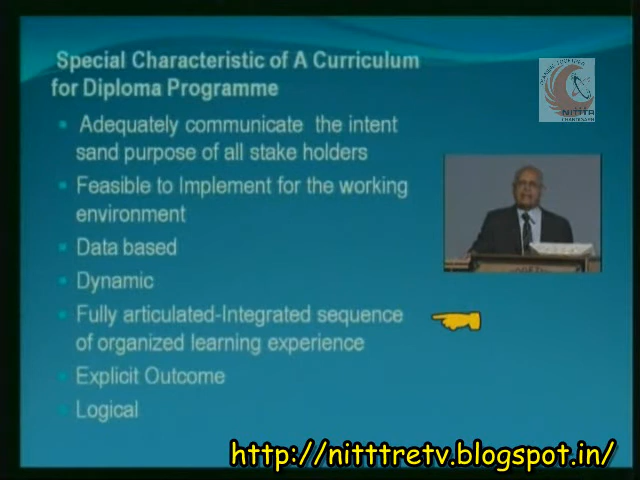 Special Characteristic of A Curriculum
for Diploma Programme
Adequately communicate the intent
sand purpose of all stake holders
Feasible to Implement for the working
environment
Data based
Dynamic
Fully articulated-Integrated sequence
of organized learning experience
Explicit Outcome
Logical
NITTTR
CHANDIGARH
http://nitttretv.blogspot.in/